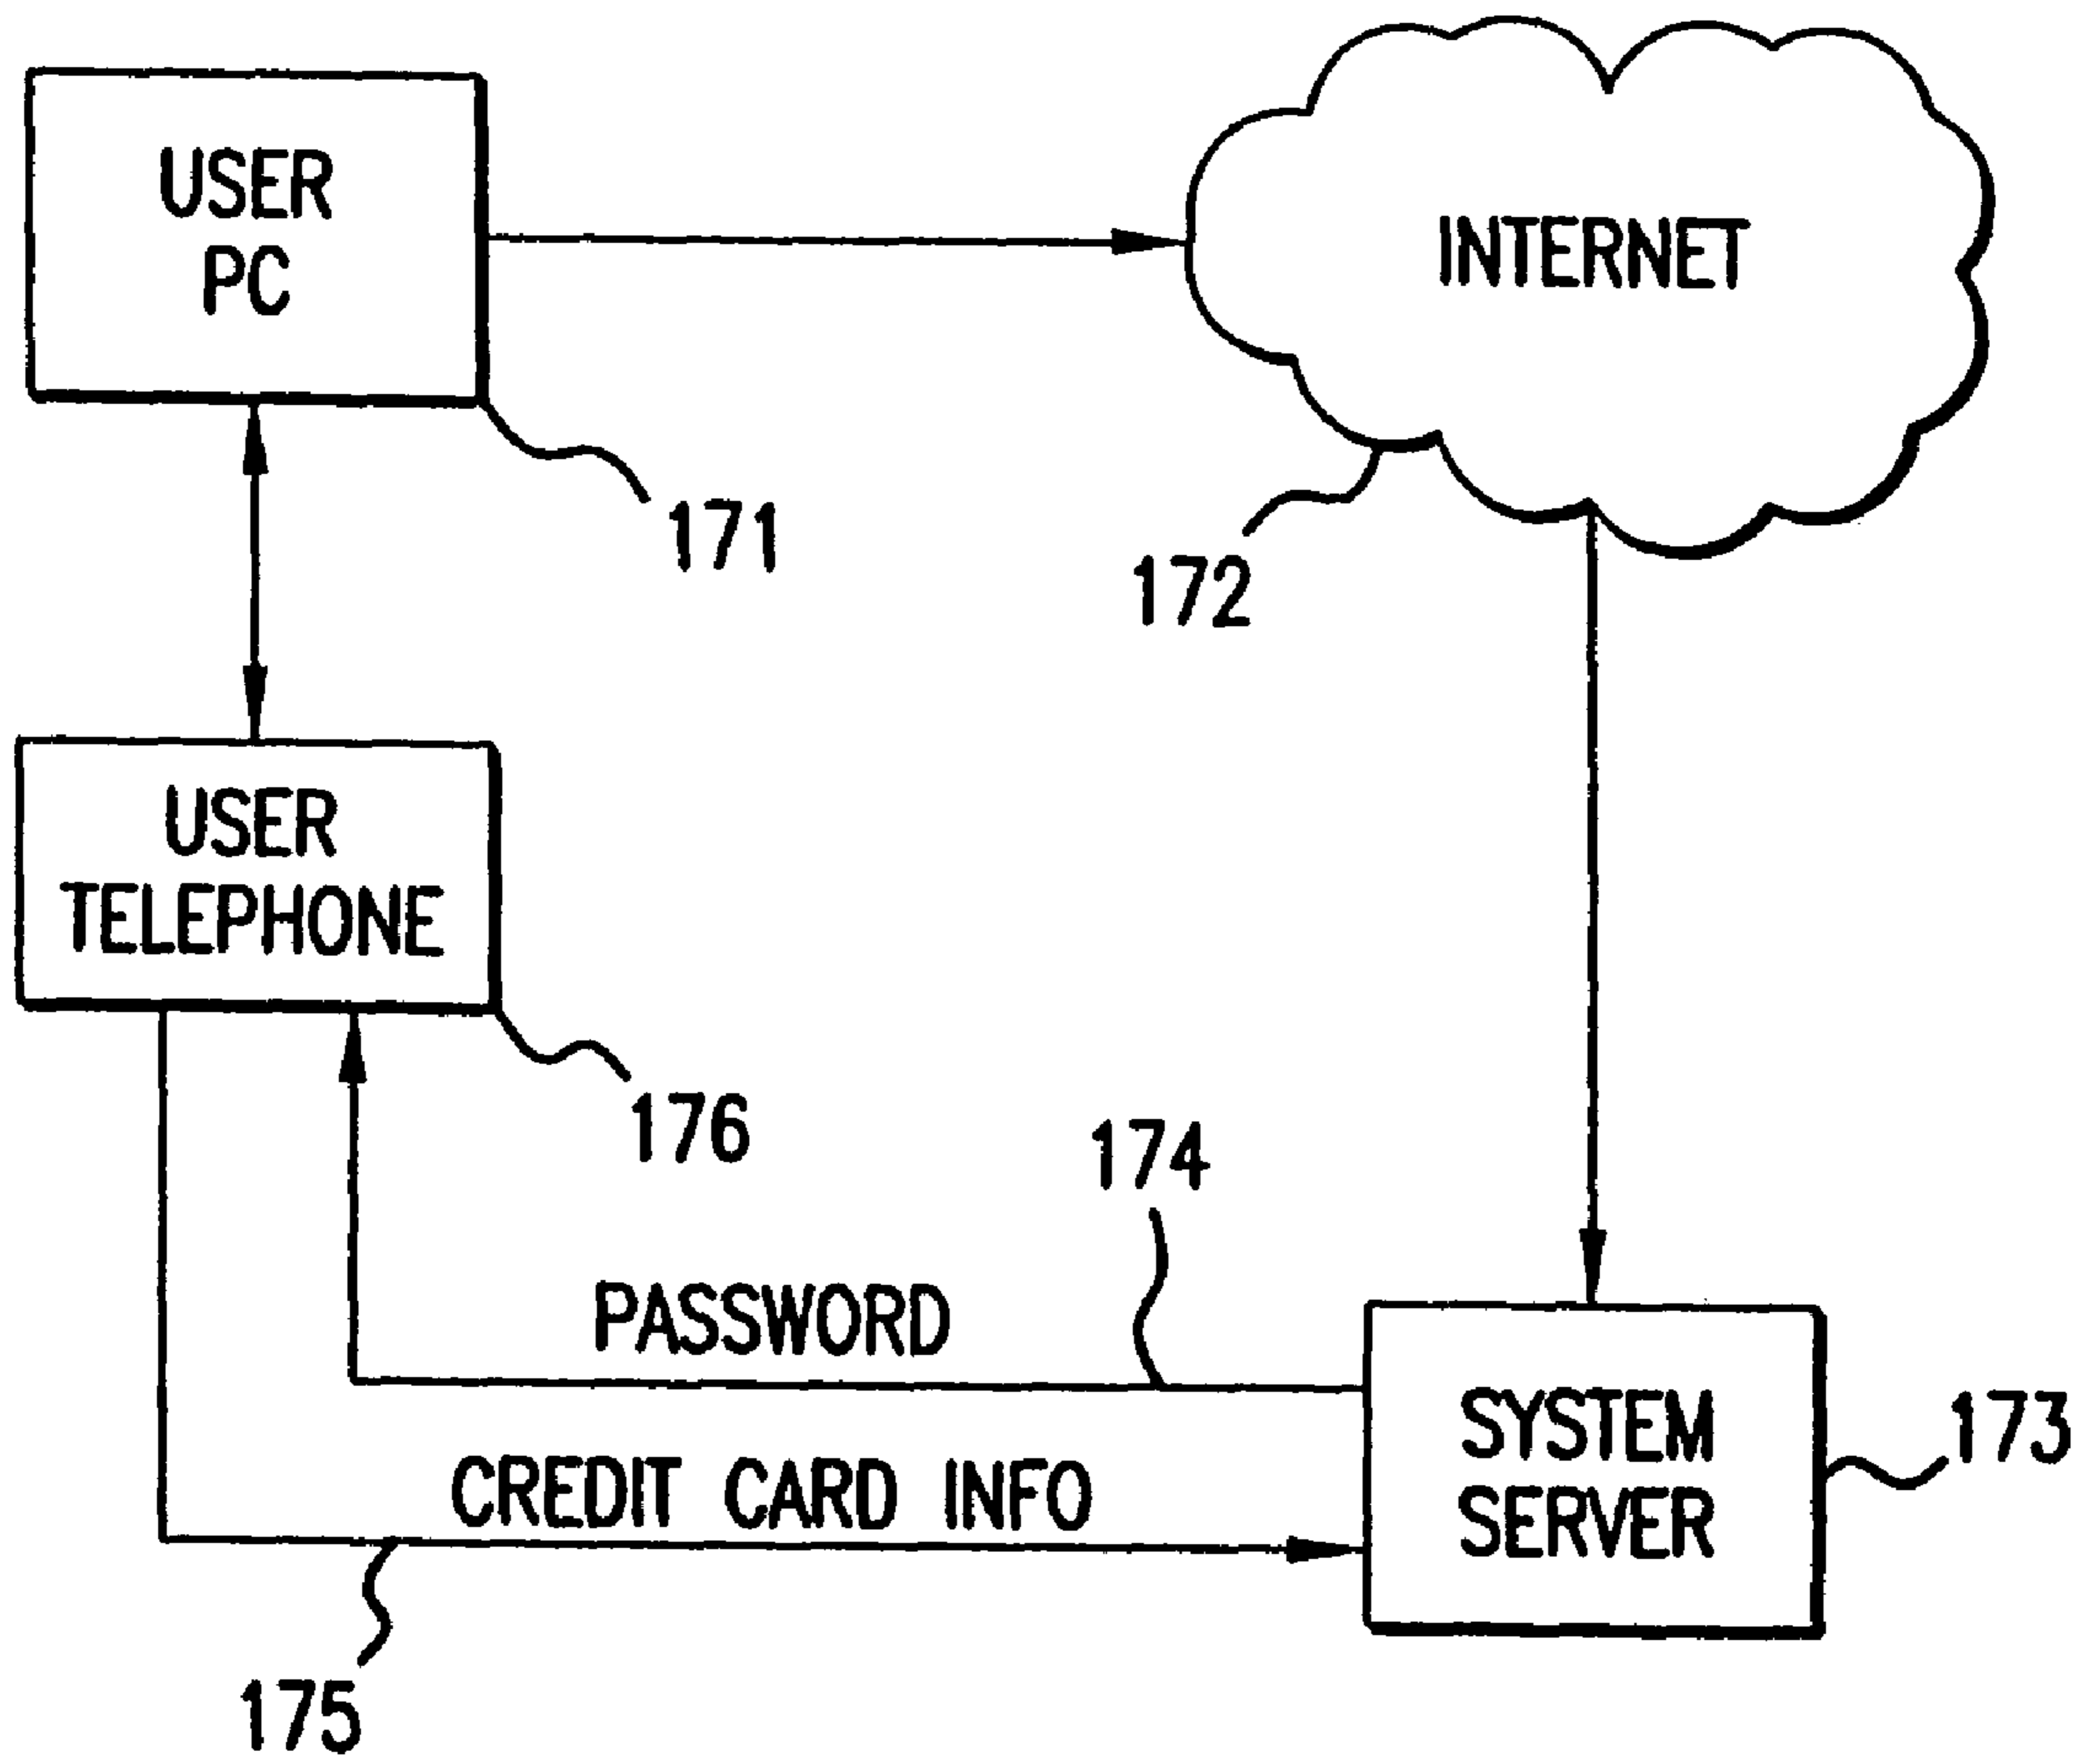 USER
PC
INTERNET
171
172
USER
TELEPHONE
176
174
PASSWORD
SYSTEM
SERVER
173
CREDIT CARD INFO
175